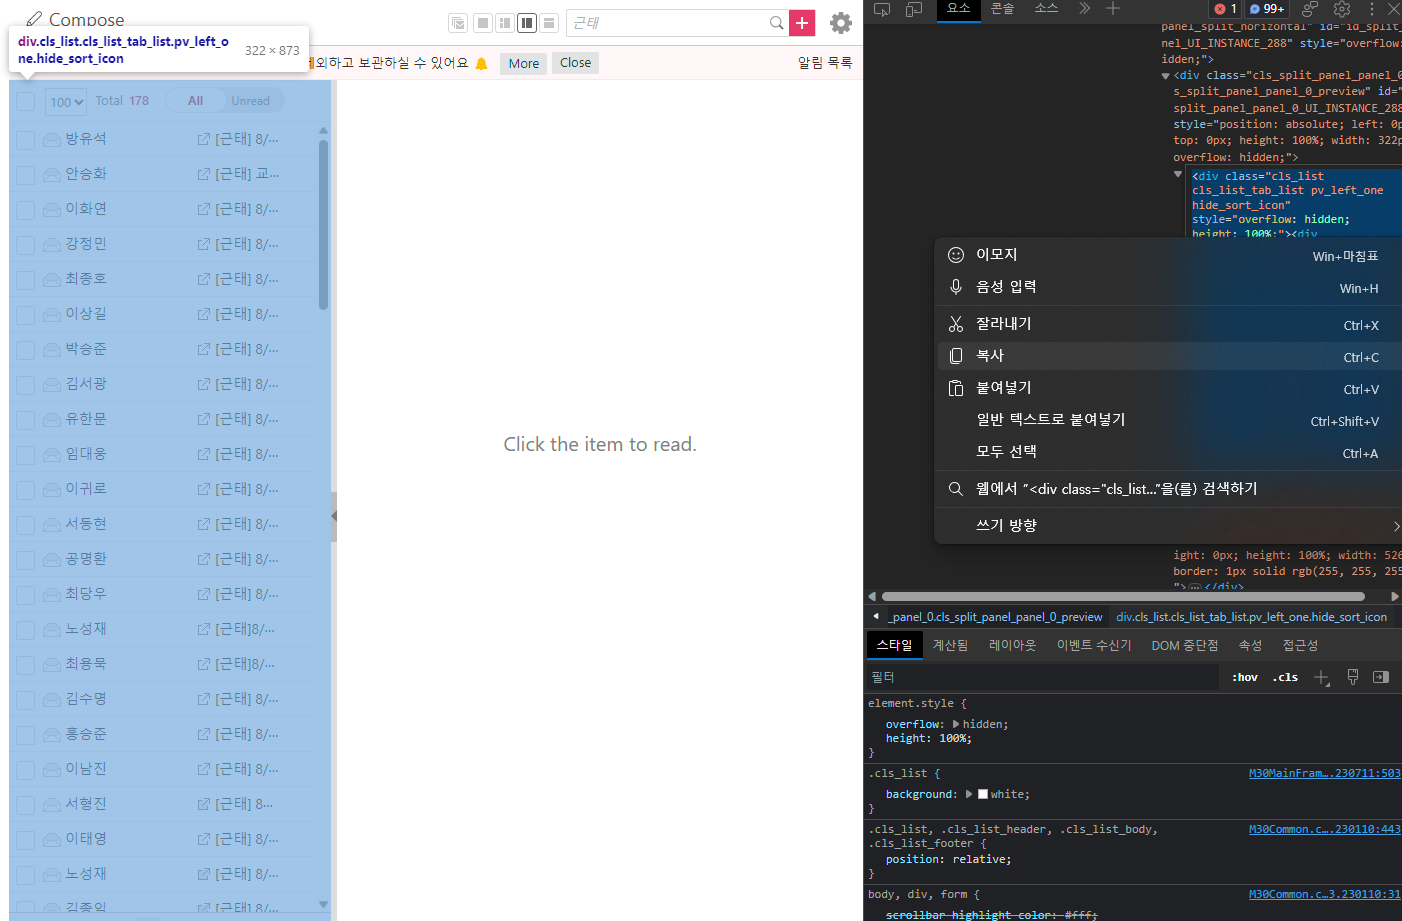 Compose
div.cls_list.cls_list_tab_list.pv_left_o
ne.hide_sort_icon
322 × 873
근태
제외하고 보관하실 수 있어요
More
Close
알림 목록
100
Total 178
All
Unread
방유석 [근태] 8/...
안승화 [근태] 교...
이화연 [근태] 8/...
강정민 [근태] 8/...
최종호 [근태] 8/...
이상길 [근태] 8/...
박승준 [근태] 8/...
김서광 [근태] 8/...
유한문 [근태] 8/...
임대웅 [근태] 8/...
이귀로 [근태] 8/...
서동현 [근태] 8/...
공명환 [근태] 8/...
최당우 [근태] 8/...
노성재 [근태]8/...
최용묵 [근태]8/...
김수명 [근태] 8/...
홍승준 [근태] 8/...
이남진 [근태] 8/...
서형진 [근태] 8...
이태영 [근태] 8/...
노성재 [근태] 8/...
김종일 [근태] 8/...
Click the item to read.
요소
콘솔
소스
1
99+
panel_split_horizontal" id="id_split_
nel_UI_INSTANCE_288" style="overflow:
idden;">
<div class="cls_split_panel_panel_0
s_split_panel_panel_0_preview" id="
split_panel_panel_0_UI_INSTANCE_288
style="position: absolute; left: 0p
top: 0px; height: 100%; width: 322p
overflow: hidden;">
<div class="cls_list
cls_list_tab_list pv_left_one
hide_sort_icon"
style="overflow: hidden;
height: 100%;"><div
이모지 Win+마침표
음성 입력 Win+H
잘라내기 Ctrl+X
복사 Ctrl+C
붙여넣기 Ctrl+V
일반 텍스트로 붙여넣기 Ctrl+Shift+V
모두 선택 Ctrl+A
웹에서 "<div class="cls_list..."을(를) 검색하기
쓰기 방향
ight: 0px; height: 100%; width: 526
border: 1px solid rgb(255, 255, 255
">…</div>
_panel_0.cls_split_panel_panel_0_preview
div.cls_list.cls_list_tab_list.pv_left_one.hide_sort_icon
스타일
계산됨
레이아웃
이벤트 수신기
DOM 중단점
속성
접근성
필터
:hov
.cls
element.style {
overflow: hidden;
height: 100%;
}
.cls_list { M30MainFram….230711:503
background: white;
}
.cls_list, .cls_list_header, .cls_list_body, M30Common.c….230110:443
.cls_list_footer {
position: relative;
}
body, div, form { M30Common.c…3.230110:31
scrollbar-highlight-color: #fff;